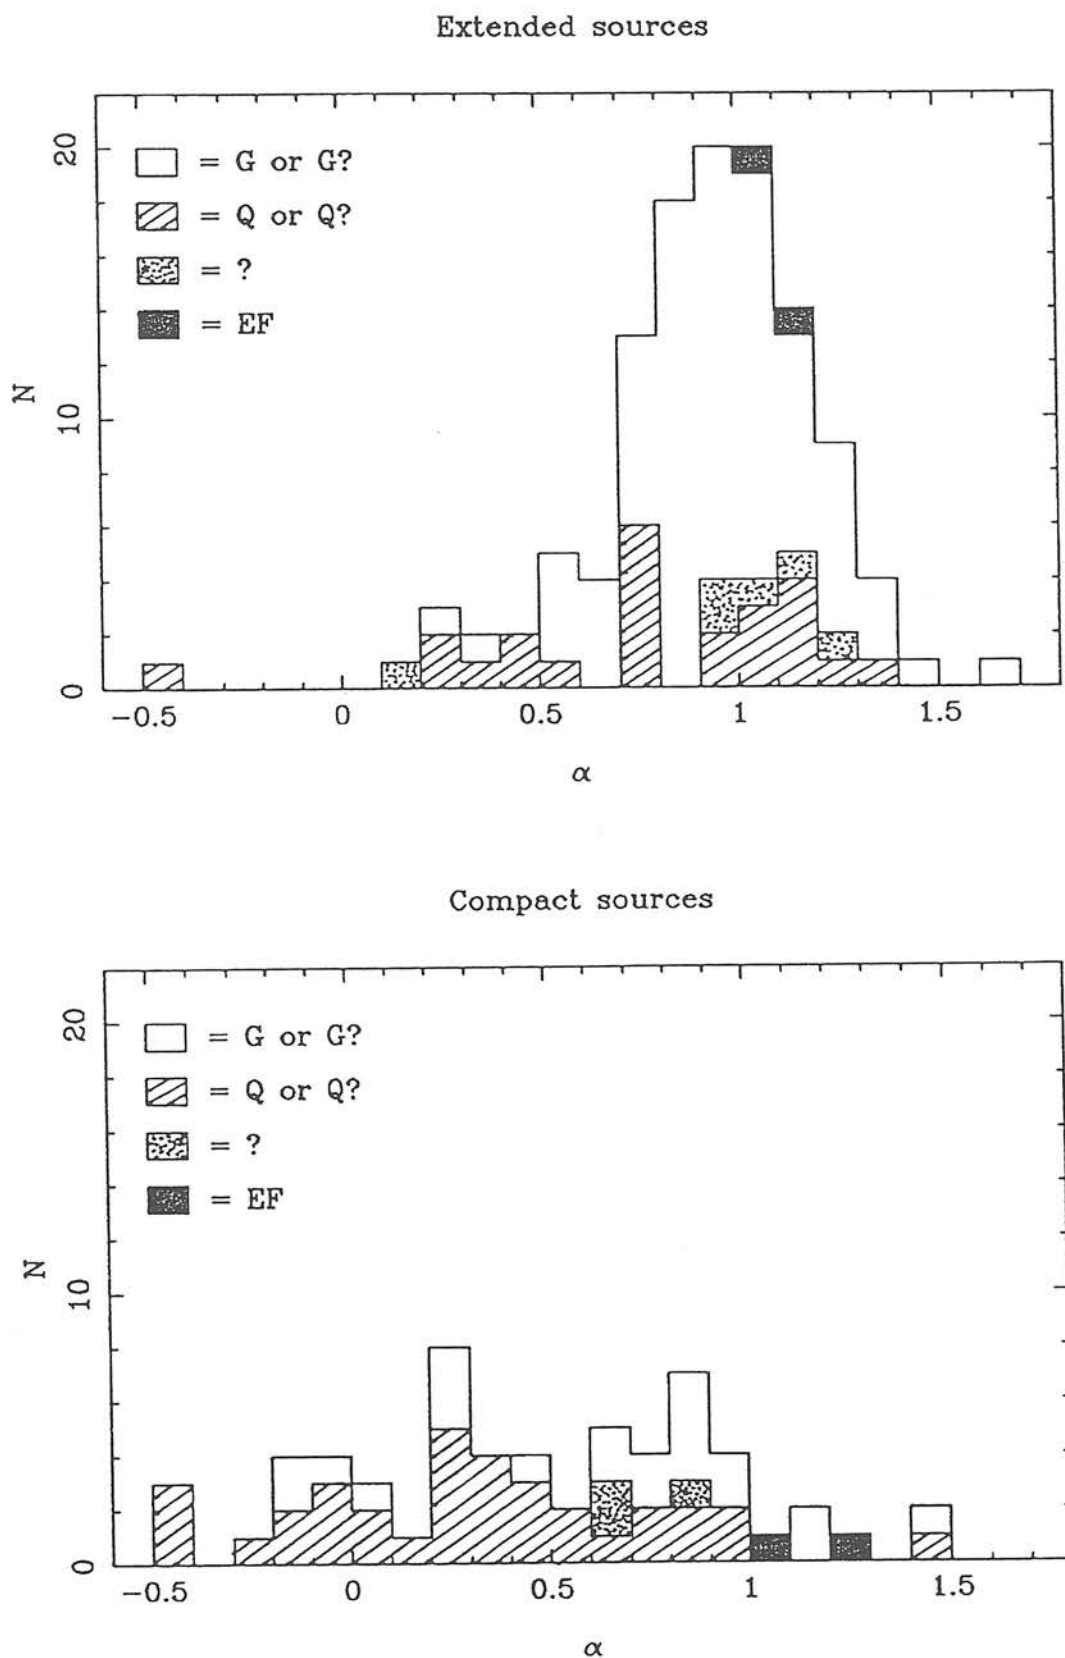 Extended sources
20
= G or G?
= Q or Q?
= ?
= EF
N
10
0
−0.5 0 0.5 1 1.5
α
Compact sources
20
= G or G?
= Q or Q?
= ?
= EF
N
10
0
−0.5 0 0.5 1 1.5
α